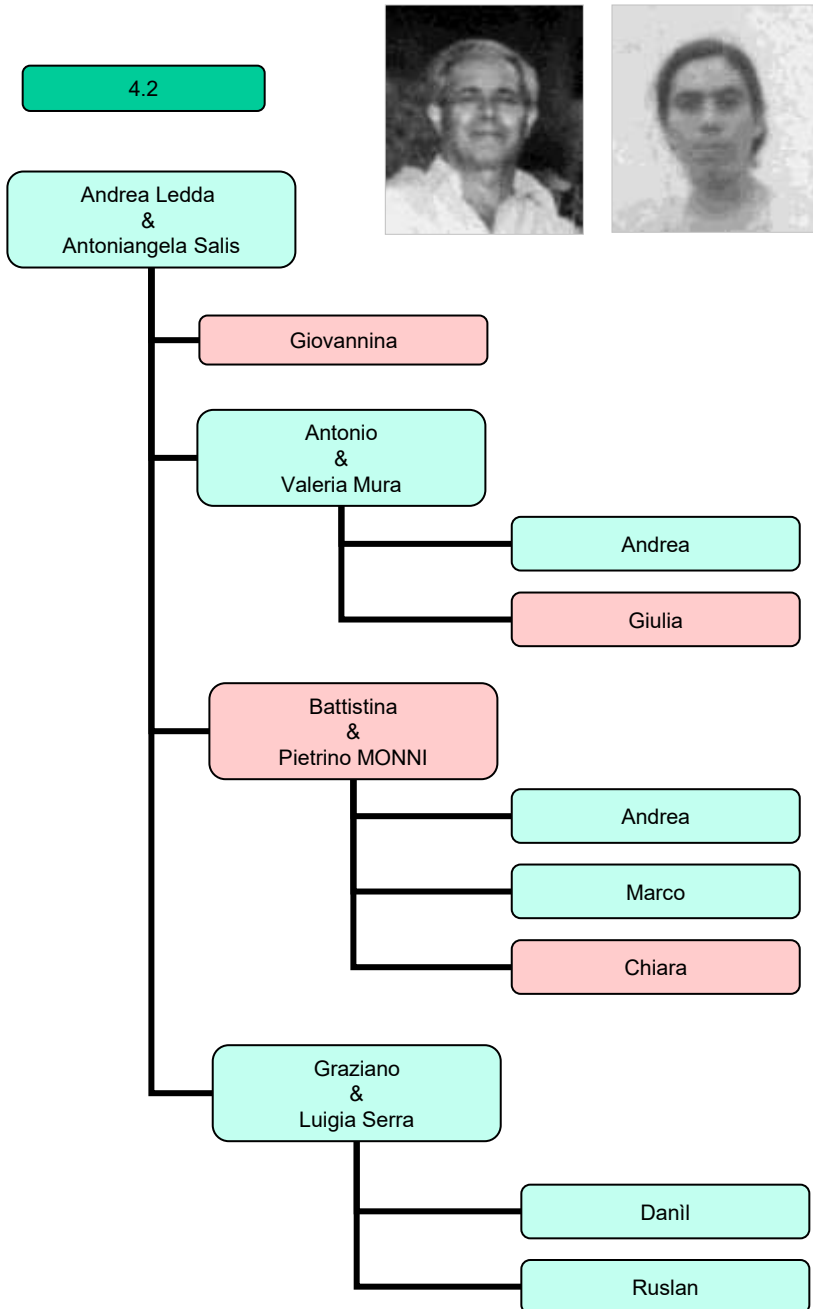 4.2
Andrea Ledda
&
Antoniangela Salis
Giovannina
Antonio
&
Valeria Mura
Andrea
Giulia
Battistina
&
Pietrino MONNI
Andrea
Marco
Chiara
Graziano
&
Luigia Serra
Danìl
Ruslan